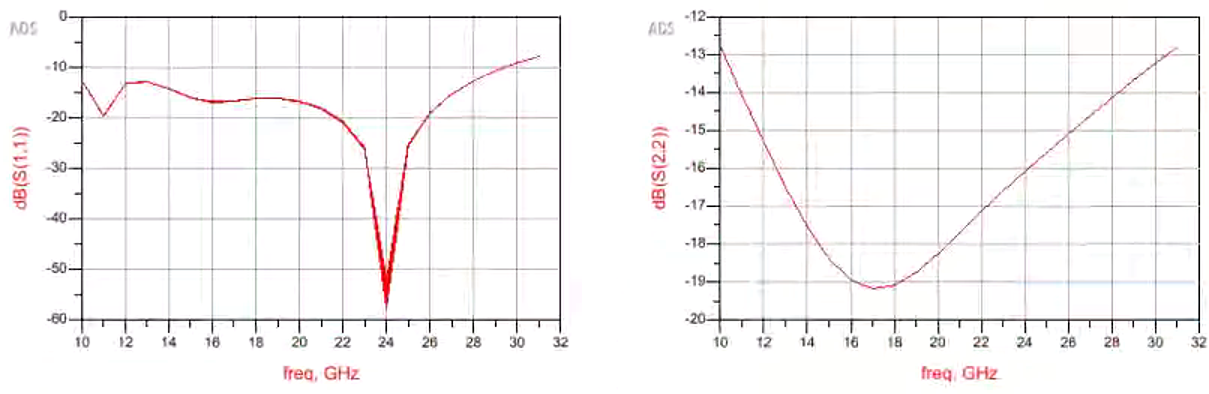 ADS
0
-10
-20
-30
-40
-50
-60
dB(S(1,1))
10 12 14 16 18 20 22 24 26 28 30 32
freq, GHz
ADS
-12
-13
-14
-15
-16
-17
-18
-19
-20
dB(S(2,2))
10 12 14 16 18 20 22 24 26 28 30 32
freq, GHz